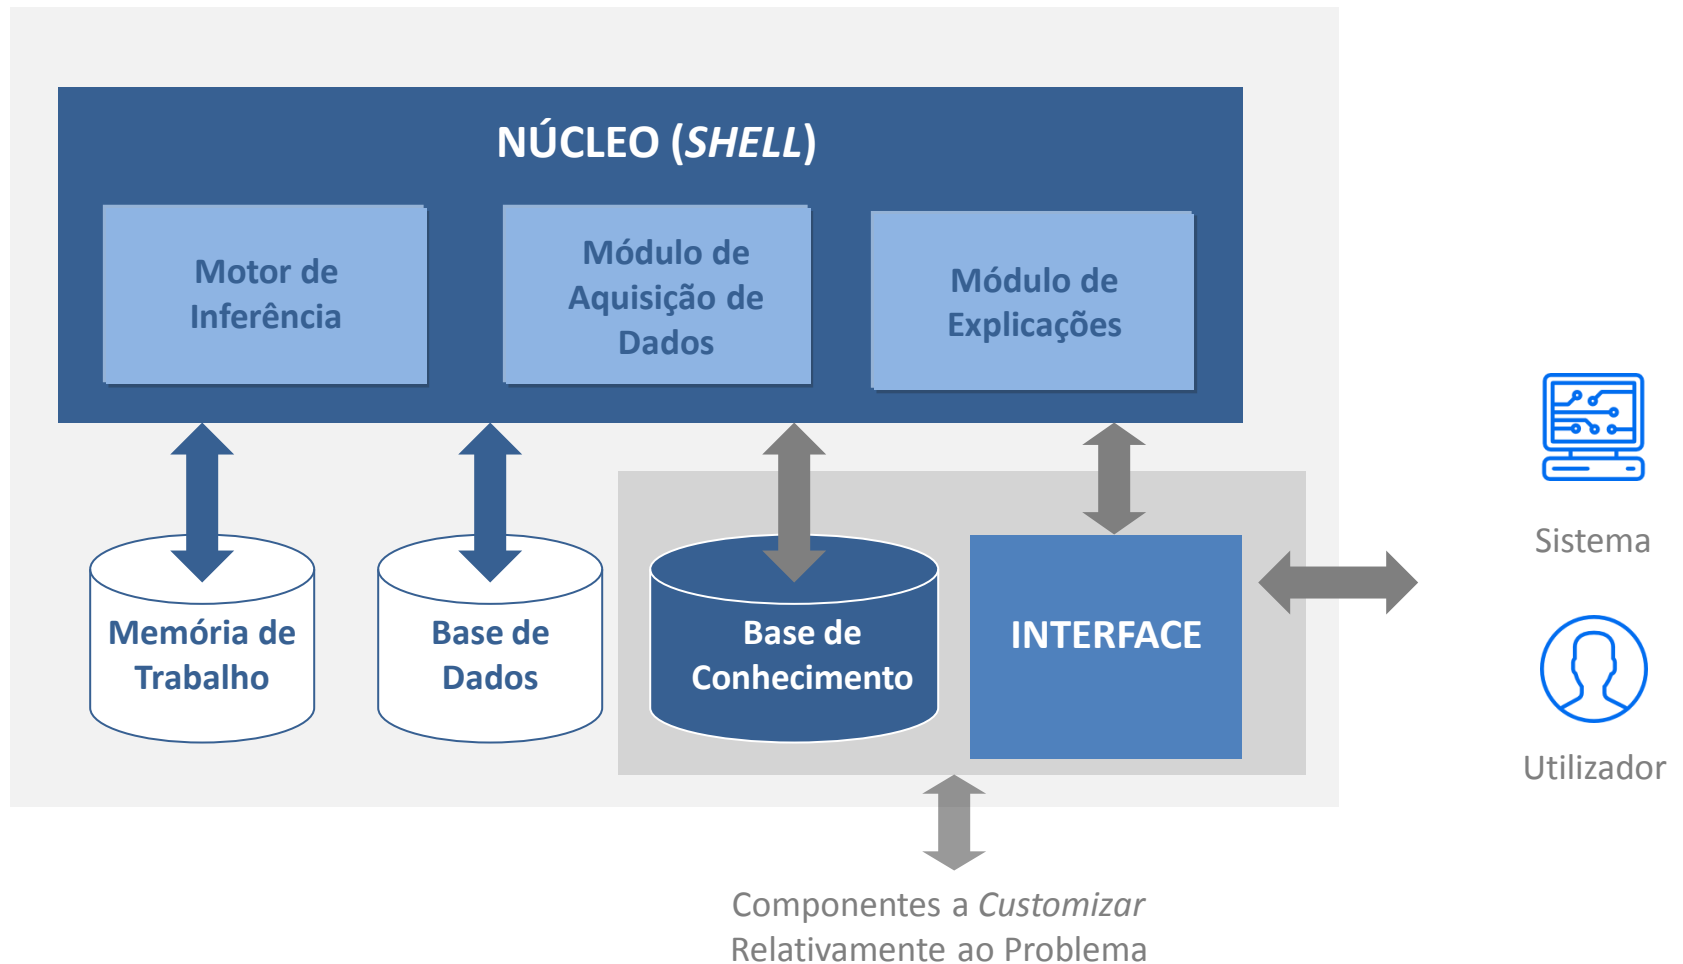 NÚCLEO (SHELL)
Motor de
Inferência
Módulo de
Aquisição de
Dados
Módulo de
Explicações
Memória de
Trabalho
Base de
Dados
Base de
Conhecimento
INTERFACE
Sistema
Utilizador
Componentes a Customizar
Relativamente ao Problema